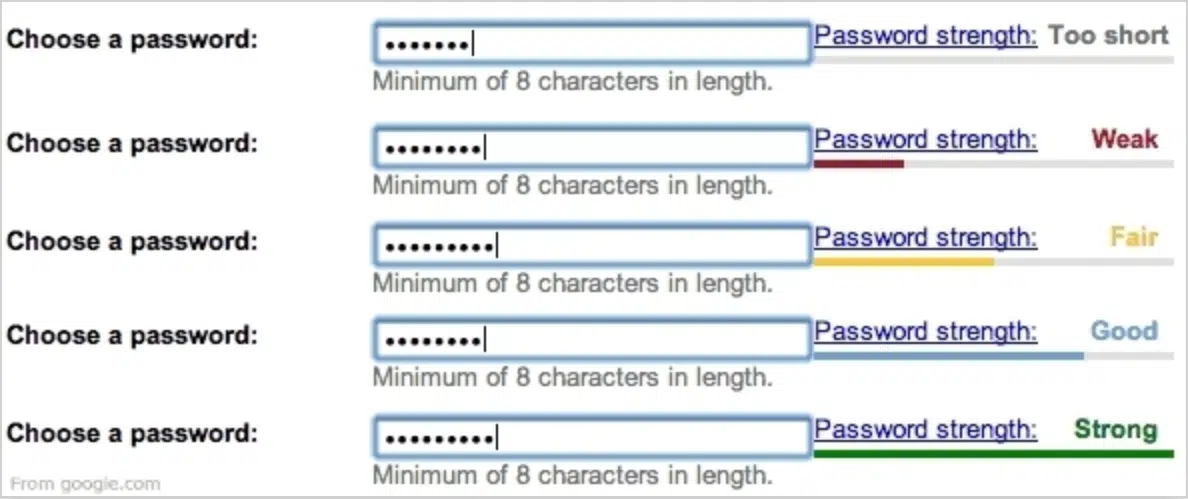 Choose a password: ••••••• Password strength: Too short
Minimum of 8 characters in length.
Choose a password: •••••••• Password strength: Weak
Minimum of 8 characters in length.
Choose a password: ••••••••• Password strength: Fair
Minimum of 8 characters in length.
Choose a password: •••••••• Password strength: Good
Minimum of 8 characters in length.
Choose a password: ••••••••• Password strength: Strong
Minimum of 8 characters in length.
From google.com